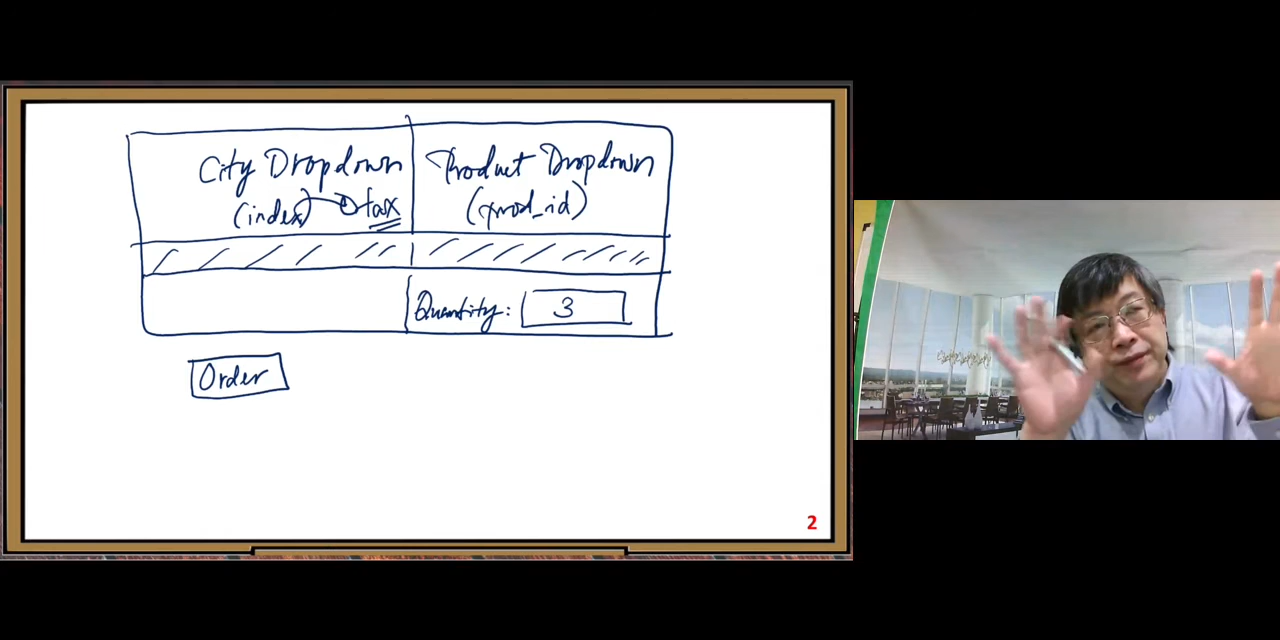 City Dropdown
(index) → tax
Product Dropdown
(prod_id)
Quantity: 3
Order
2